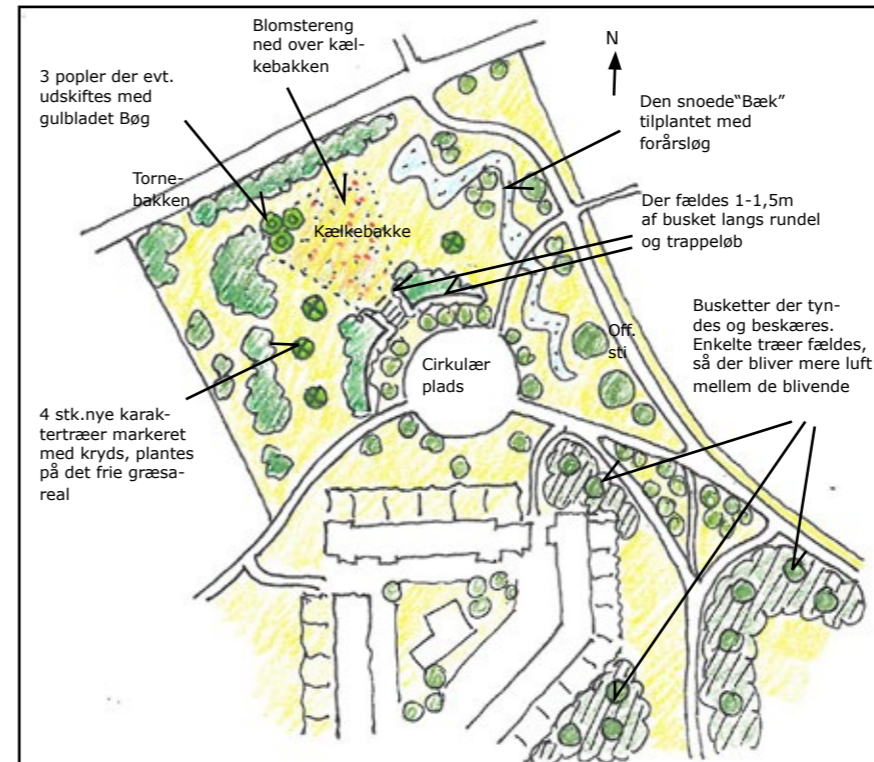 Blomstereng
ned over kæl-
kebakken
3 popler der evt.
udskiftes med
gulbladet Bøg
N
Den snoede“Bæk”
tilplantet med
forårsløg
Torne-
bakken
Kælkebakke
Der fældes 1-1,5m
af busket langs rundel
og trappeløb
Busketter der tyn-
des og beskæres.
Enkelte træer fældes,
så der bliver mere luft
mellem de blivende
Off.
sti
Cirkulær
plads
4 stk.nye karak-
tertræer markeret
med kryds, plantes
på det frie græsa-
real